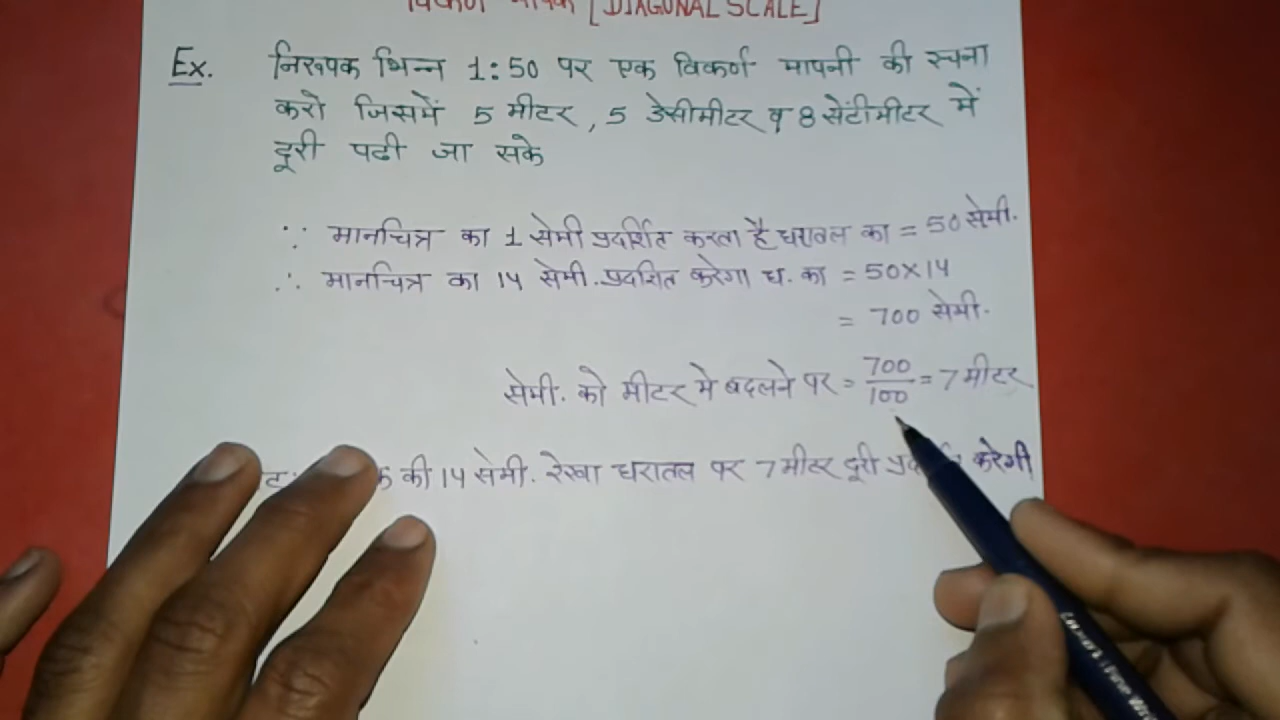 विकर्ण मापक [DIAGONAL SCALE]
Ex. निरूपक भिन्न 1:50 पर एक विकर्ण मापनी की रचना
करो जिसमें 5 मीटर, 5 डेसीमीटर व 8 सेंटीमीटर में
दूरी पढी जा सके
∵ मानचित्र का 1 सेमी प्रदर्शित करता है धरातल का = 50 सेमी.
∴ मानचित्र का 14 सेमी. प्रदर्शित करेगा ध. का = 50×14
= 700 सेमी.
सेमी. को मीटर मे बदलने पर = 700/100 = 7 मीटर
की 14 सेमी. रेखा धरातल पर 7 मीटर दूरी करेगी